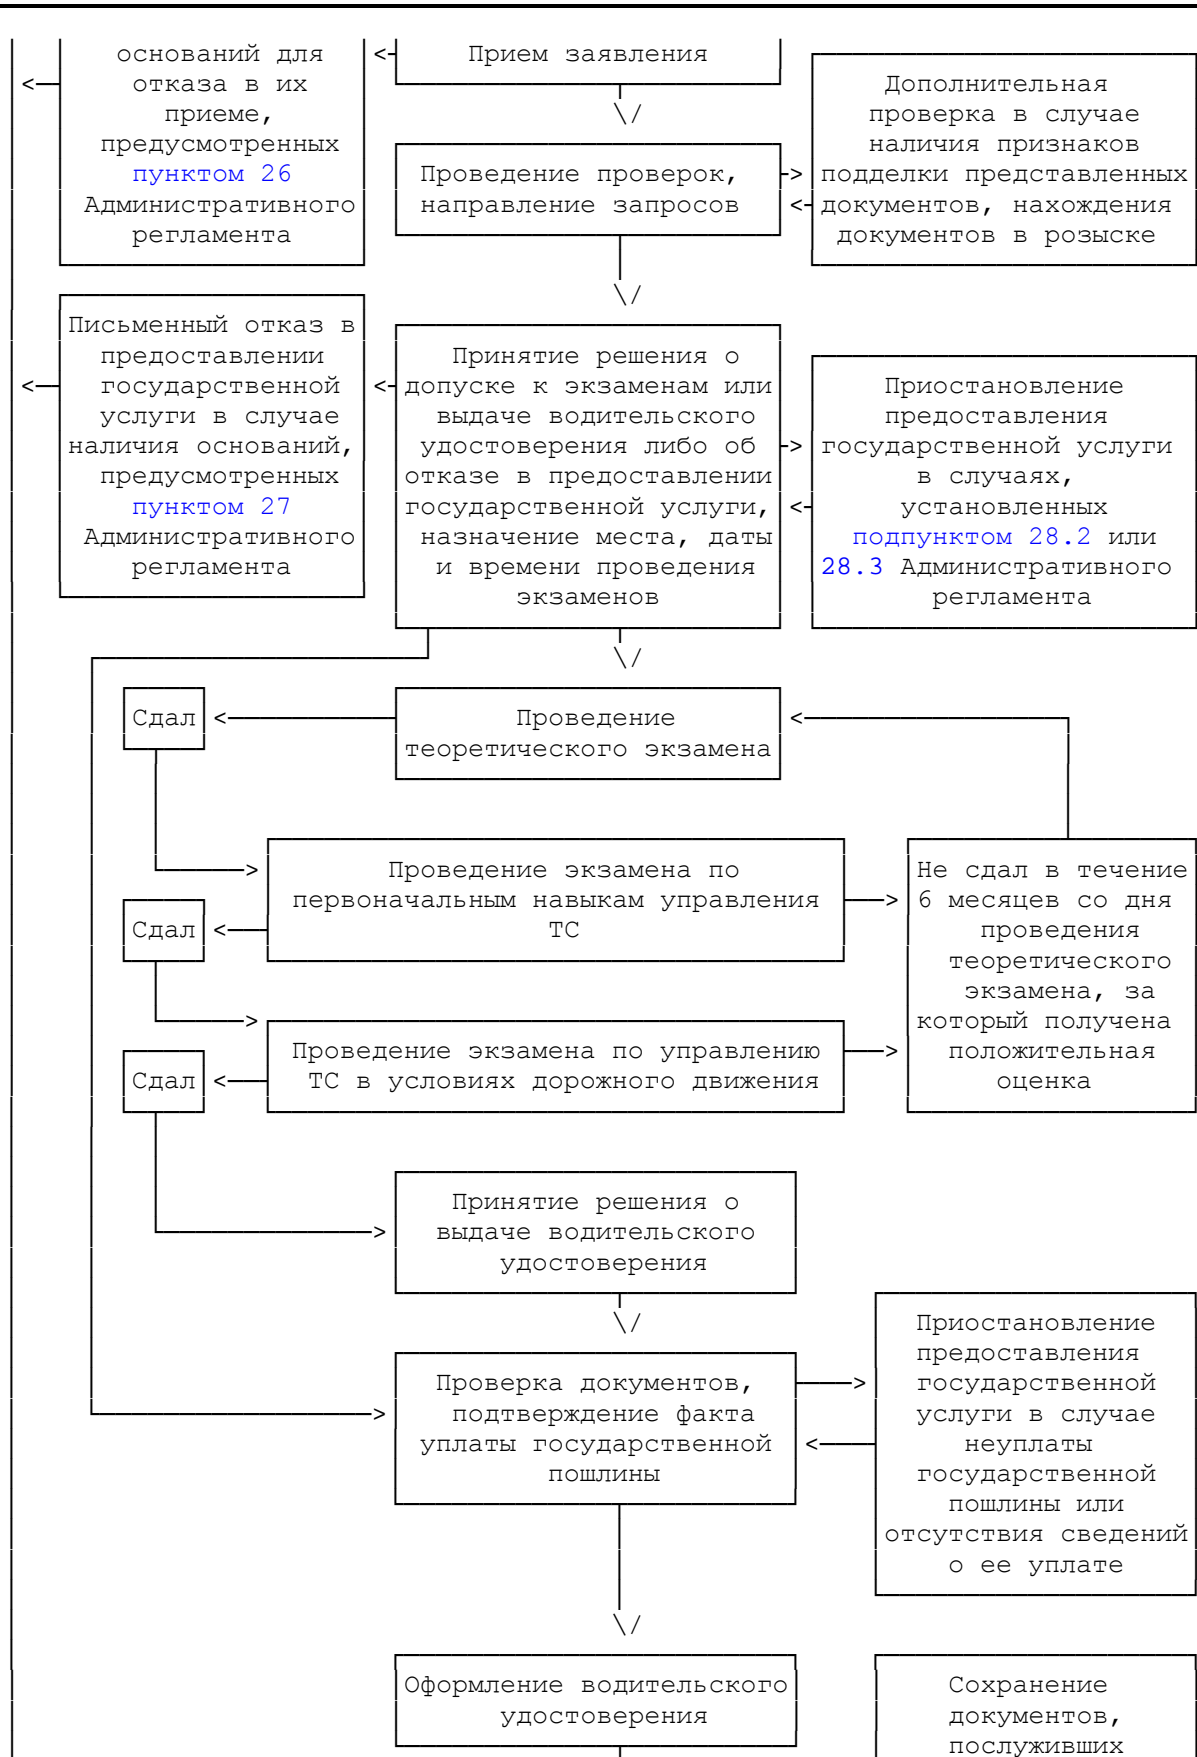 оснований для
отказа в их
приеме,
предусмотренных
пунктом 26
Административного
регламента
Прием заявления
Дополнительная
проверка в случае
наличия признаков
подделки представленных
документов, нахождения
документов в розыске
Проведение проверок,
направление запросов
Письменный отказ в
предоставлении
государственной
услуги в случае
наличия оснований,
предусмотренных
пунктом 27
Административного
регламента
Принятие решения о
допуске к экзаменам или
выдаче водительского
удостоверения либо об
отказе в предоставлении
государственной услуги,
назначение места, даты
и времени проведения
экзаменов
Приостановление
предоставления
государственной услуги
в случаях,
установленных
подпунктом 28.2 или
28.3 Административного
регламента
Сдал
Проведение
теоретического экзамена
Проведение экзамена по
первоначальным навыкам управления
ТС
Не сдал в течение
6 месяцев со дня
проведения
теоретического
экзамена, за
который получена
положительная
оценка
Сдал
Проведение экзамена по управлению
ТС в условиях дорожного движения
Сдал
Принятие решения о
выдаче водительского
удостоверения
Проверка документов,
подтверждение факта
уплаты государственной
пошлины
Приостановление
предоставления
государственной
услуги в случае
неуплаты
государственной
пошлины или
отсутствия сведений
о ее уплате
Оформление водительского
удостоверения
Сохранение
документов,
послуживших